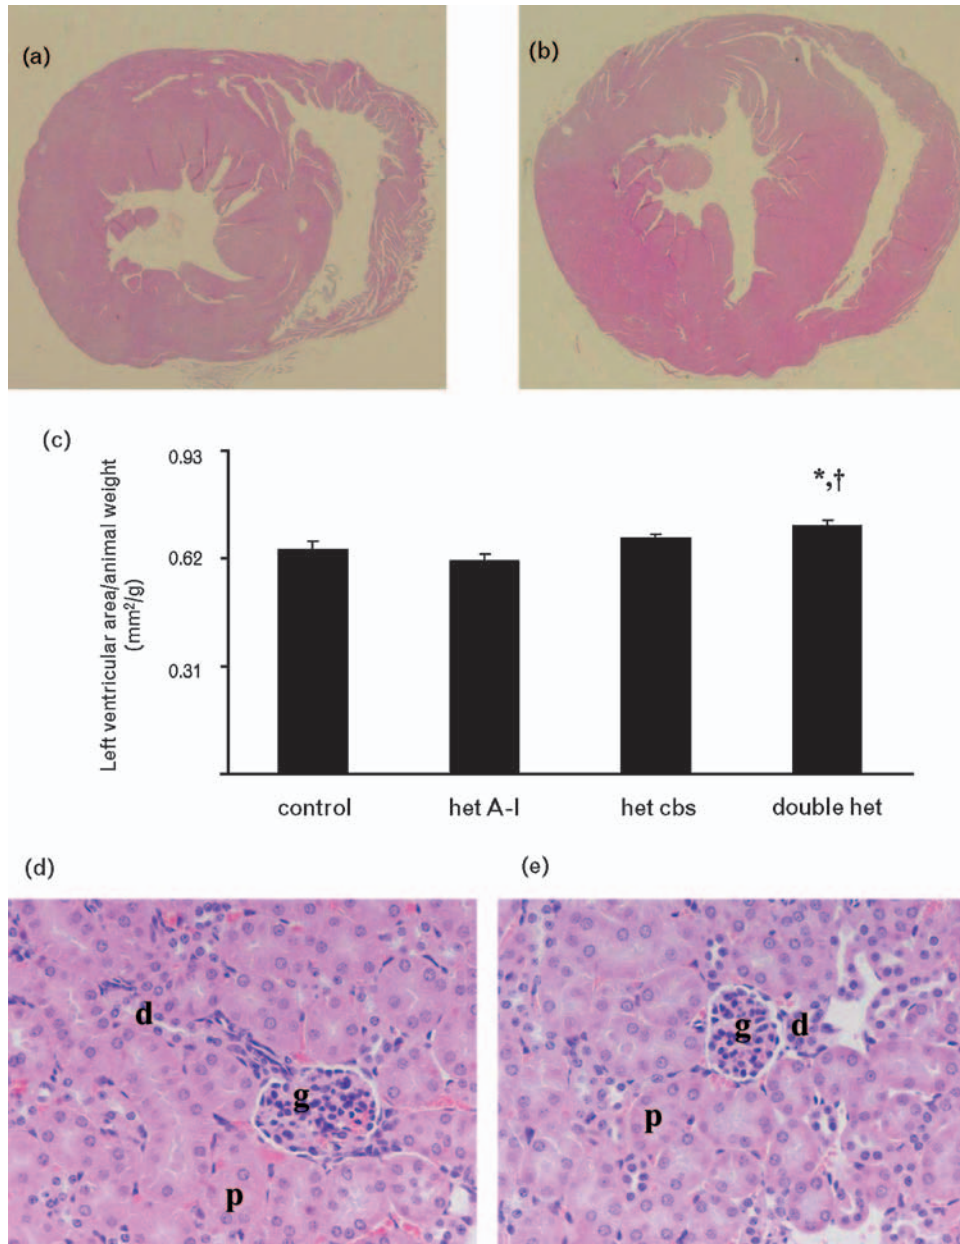 (a)
(b)
(c)
Left ventricular area/animal weight
(mm²/g)
0.93
0.62
0.31
*,†
control
het A-I
het cbs
double het
(d)
(e)
d
g
p
g
d
p